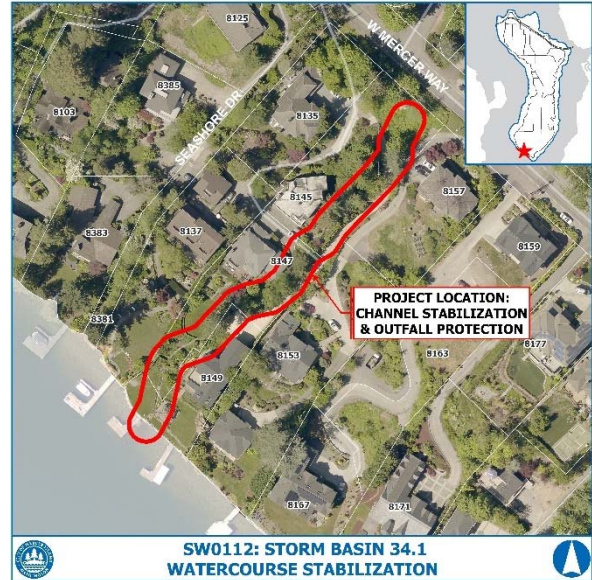 8125
W MERCER WAY
8385
SEASHORE DR
8103
8135
8145
8157
8137
8159
8383
8147
PROJECT LOCATION:
CHANNEL STABILIZATION
& OUTFALL PROTECTION
8381
8153
8163
8177
8149
8167
8171
SW0112: STORM BASIN 34.1
WATERCOURSE STABILIZATION